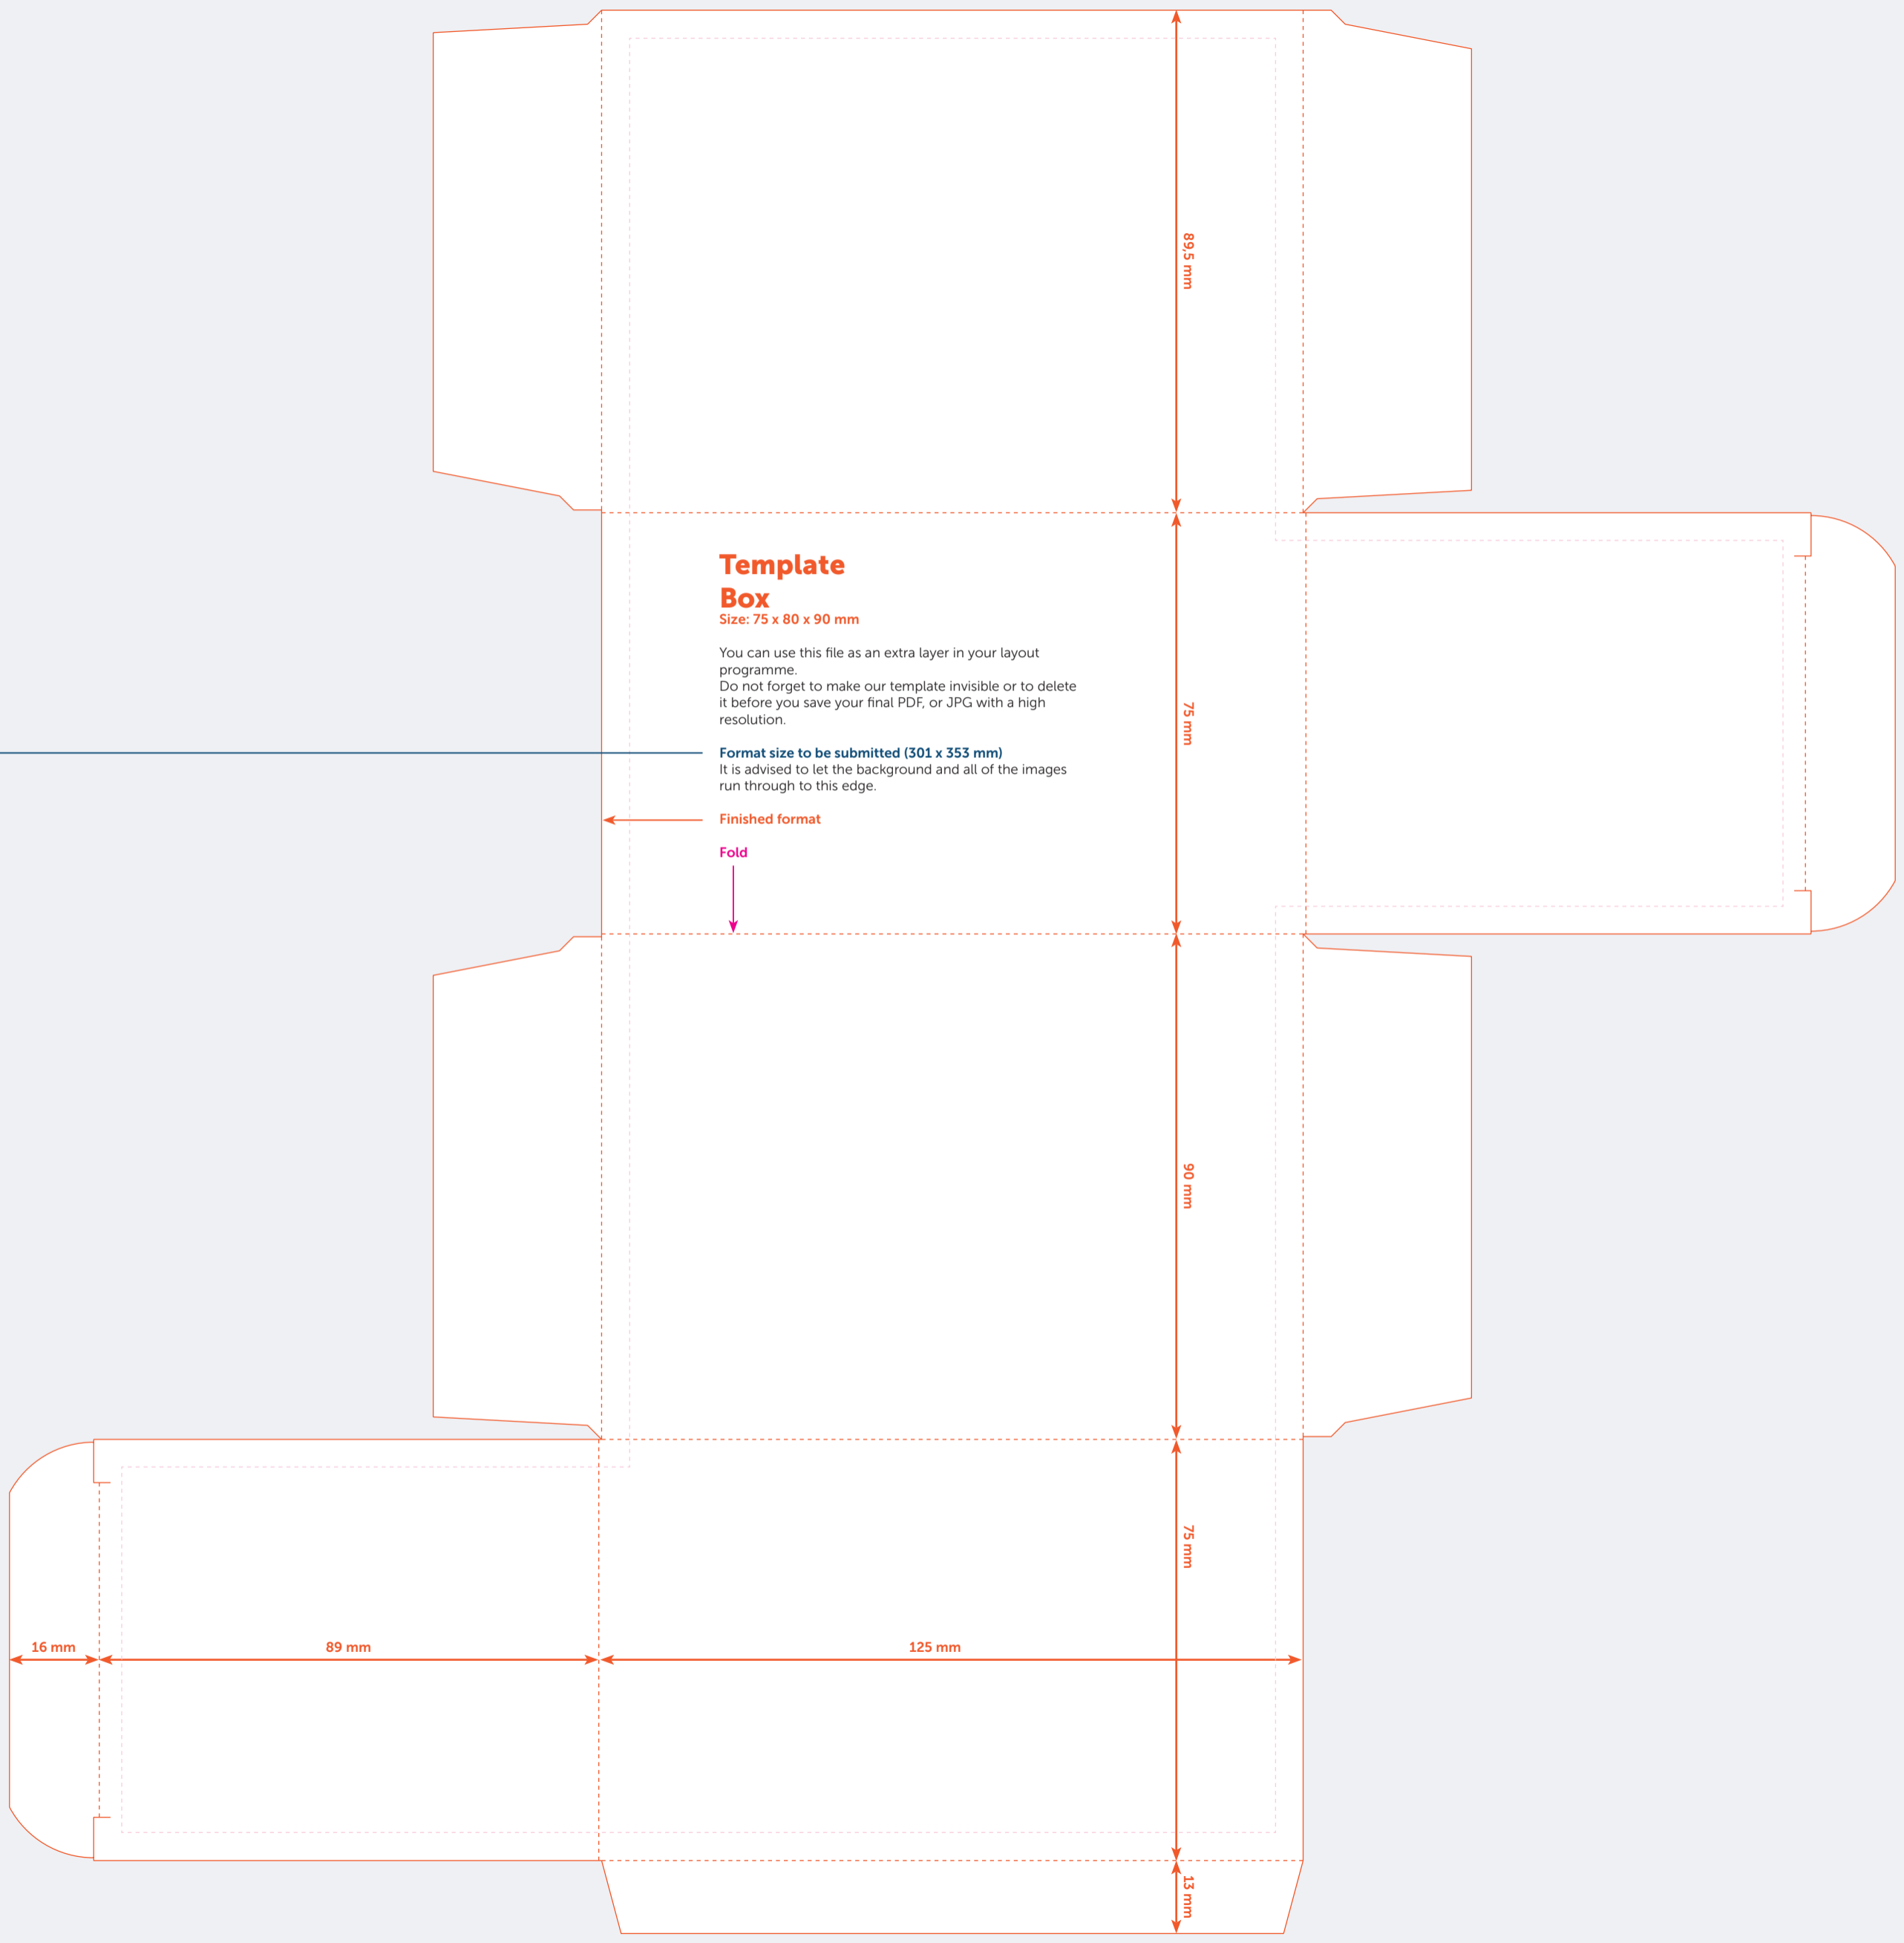 89,5 mm
Template
Box
Size: 75 x 80 x 90 mm
You can use this file as an extra layer in your layout
programme.
Do not forget to make our template invisible or to delete
it before you save your final PDF, or JPG with a high
resolution.
75 mm
Format size to be submitted (301 x 353 mm)
It is advised to let the background and all of the images
run through to this edge.
Finished format
Fold
90 mm
75 mm
16 mm
89 mm
125 mm
13 mm